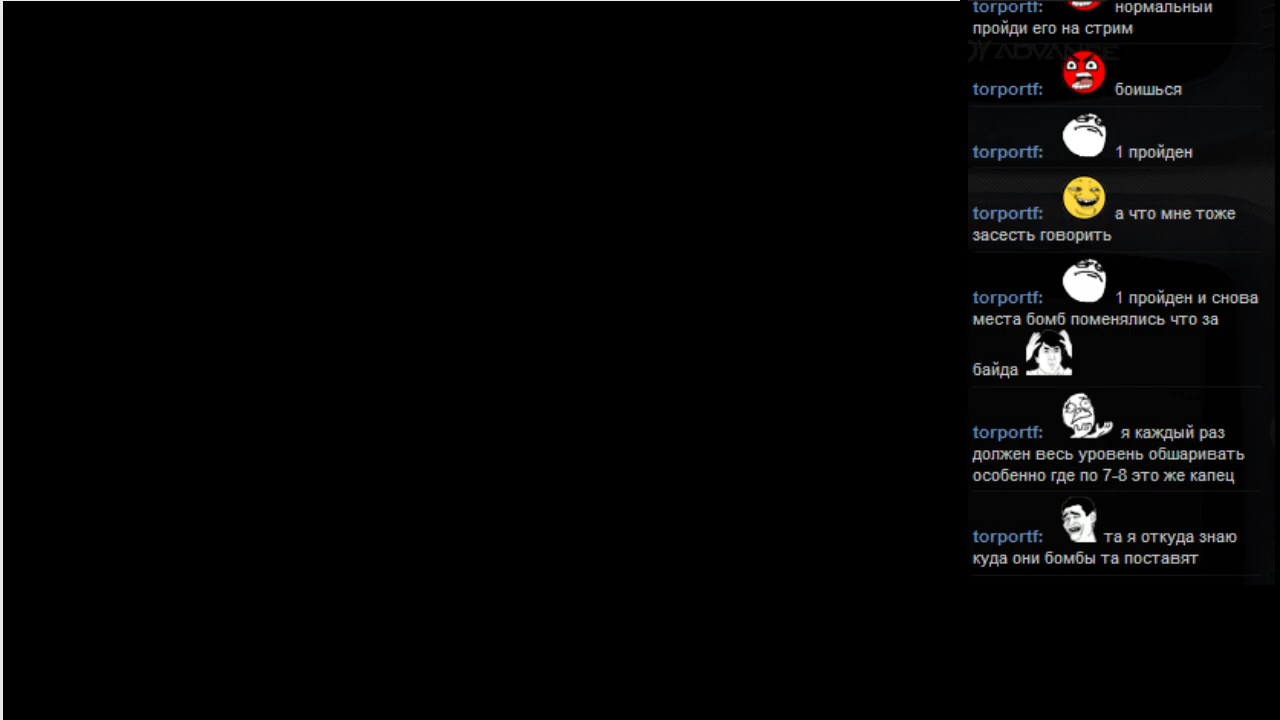 torportf: нормальный
пройди его на стрим
ADVANCE
torportf: боишься
torportf: 1 пройден
torportf: а что мне тоже
засесть говорить
torportf: 1 пройден и снова
места бомб поменялись что за
байда
torportf: я каждый раз
должен весь уровень обшаривать
особенно где по 7-8 это же капец
torportf: та я откуда знаю
куда они бомбы та поставят